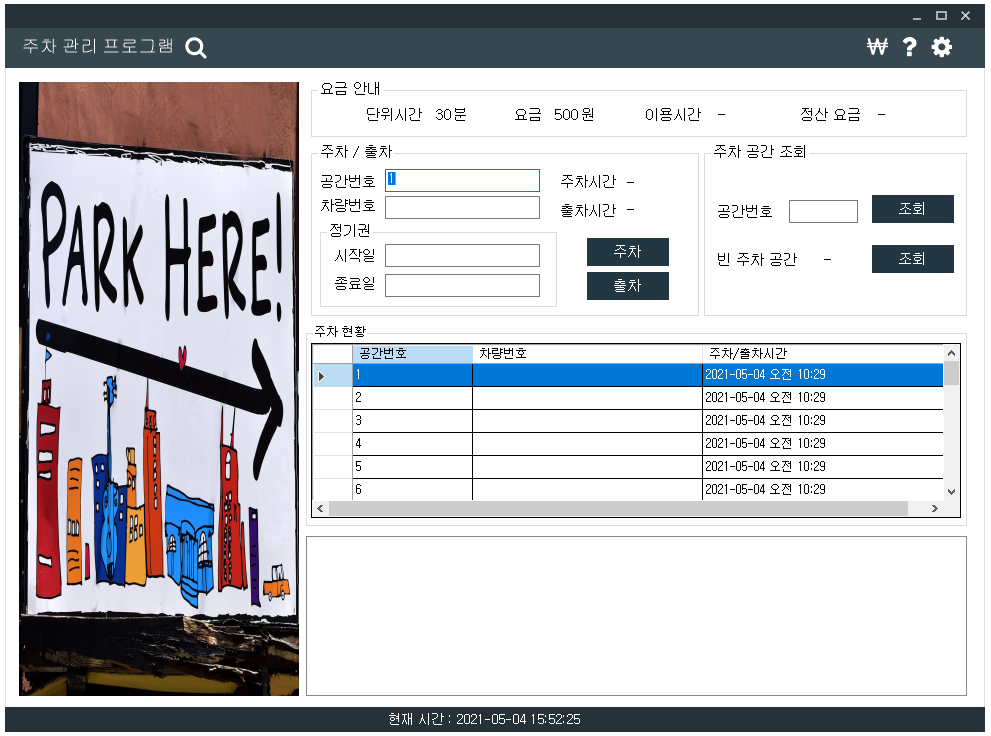 주차 관리 프로그램
₩ ?
PARK HERE!
요금 안내
단위시간 30분 요금 500원 이용시간 - 정산 요금 -
주차 / 출차
공간번호 1 주차시간 -
차량번호 출차시간 -
정기권
시작일
종료일
주차
출차
주차 공간 조회
공간번호 조회
빈 주차 공간 - 조회
주차 현황
공간번호 차량번호 주차/출차시간
1 2021-05-04 오전 10:29
2 2021-05-04 오전 10:29
3 2021-05-04 오전 10:29
4 2021-05-04 오전 10:29
5 2021-05-04 오전 10:29
6 2021-05-04 오전 10:29
현재 시간 : 2021-05-04 15:52:25